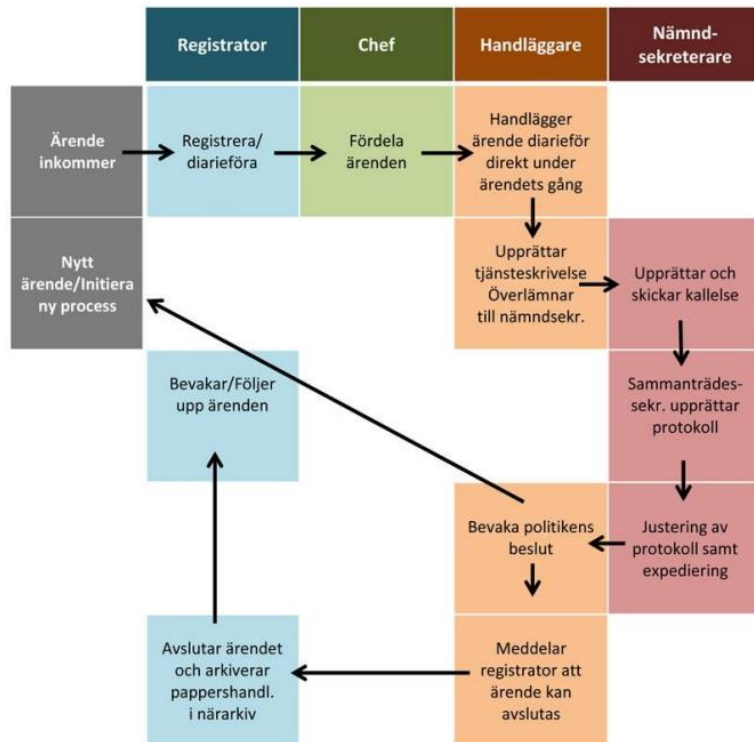 Registrator
Chef
Handläggare
Nämnd-
sekreterare
Ärende
inkommer
Registrera/
diarieföra
Fördela
ärenden
Handlägger
ärende diarieför
direkt under
ärendets gång
Nytt
ärende/Initiera
ny process
Upprättar
tjänsteskrivelse
Överlämnar
till nämndsekr.
Upprättar och
skickar kallelse
Bevakar/Följer
upp ärenden
Sammanträdes-
sekr. upprättar
protokoll
Bevaka politikens
beslut
Justering av
protokoll samt
expediering
Avslutar ärendet
och arkiverar
pappershandl.
i närarkiv
Meddelar
registrator att
ärende kan
avslutas